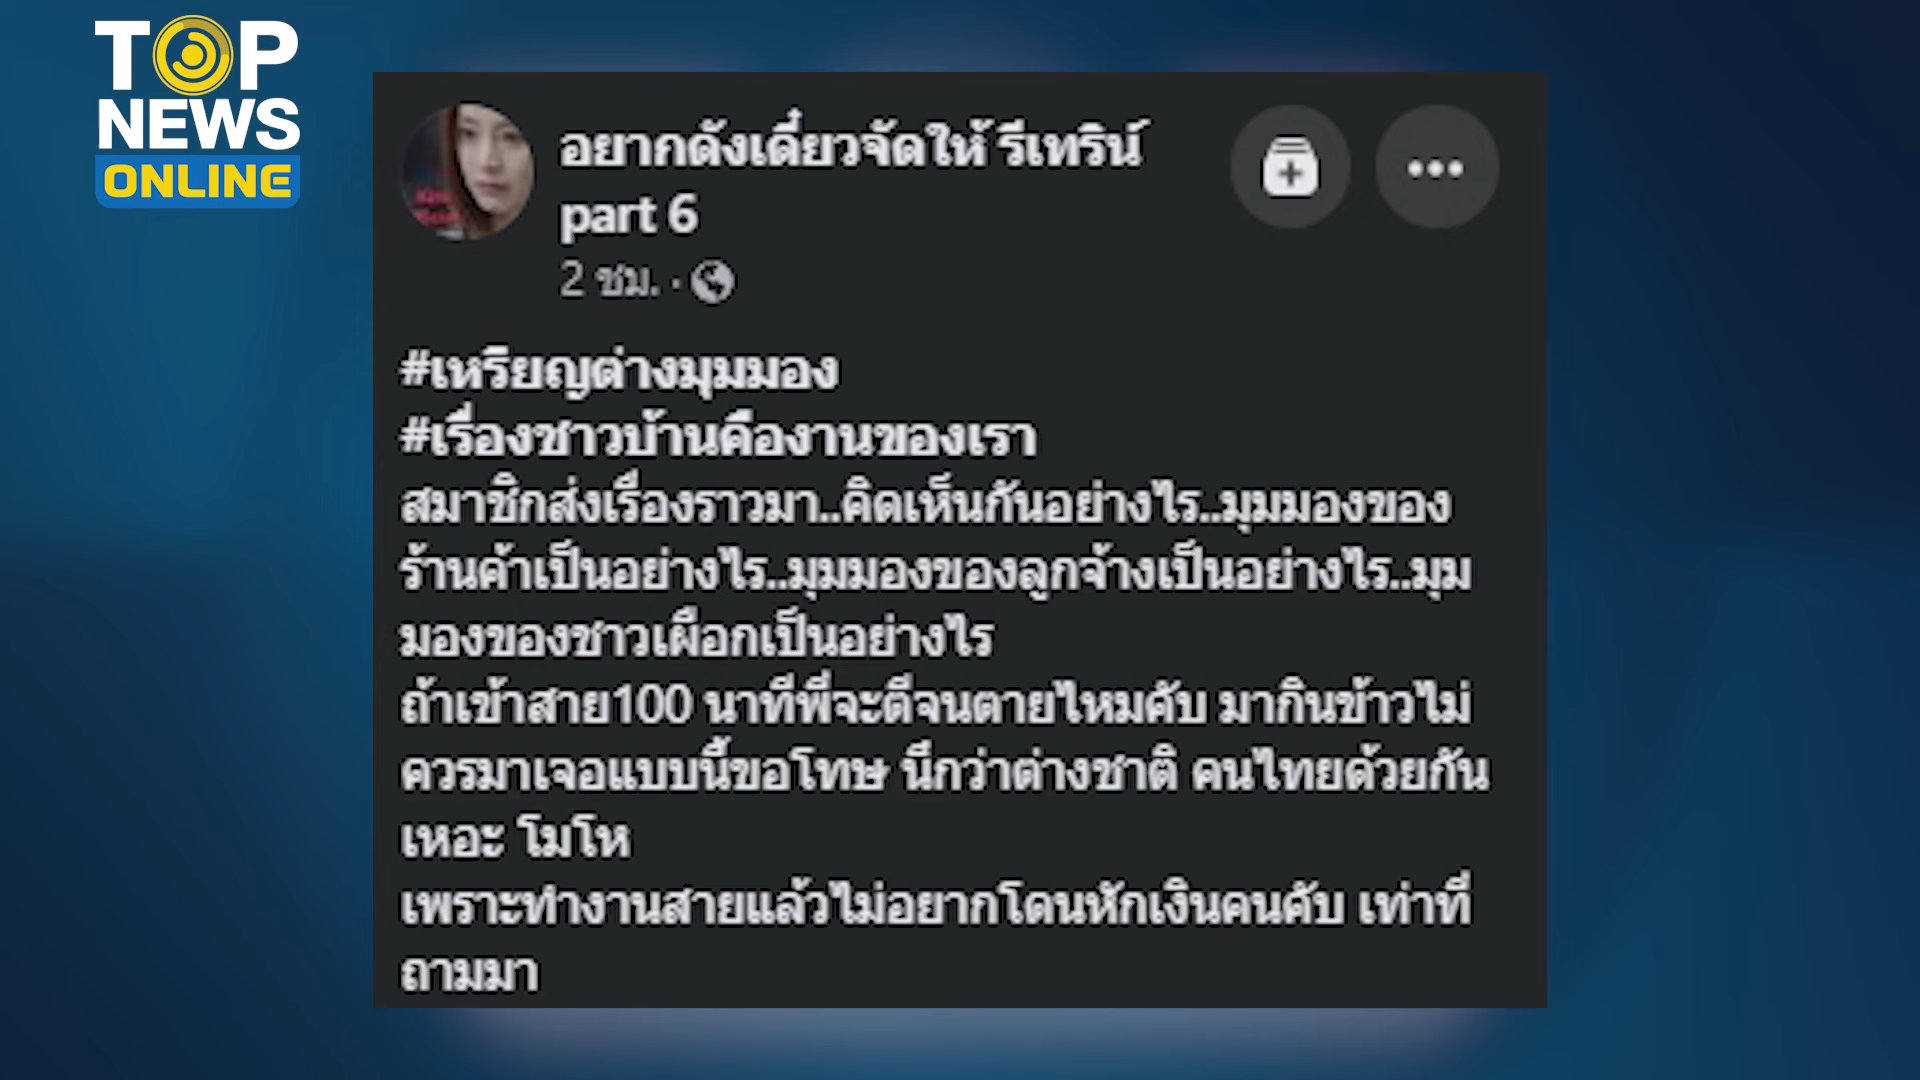 TOP
NEWS
ONLINE
อยากดังเดี๋ยวจัดให้ รีเทริน์
part 6
2 ชม.
#เหรียญต่างมุมมอง
#เรื่องชาวบ้านคืองานของเรา
สมาชิกส่งเรื่องราวมา..คิดเห็นกันอย่างไร..มุมมองของ
ร้านค้าเป็นอย่างไร..มุมมองของลูกจ้างเป็นอย่างไร..มุม
มองของชาวเผือกเป็นอย่างไร
ถ้าเข้าสาย100 นาทีพี่จะตีจนตายไหมคับ มากินข้าวไม่
ควรมาเจอแบบนี้ขอโทษ นึกว่าต่างชาติ คนไทยด้วยกัน
เหอะ โมโห
เพราะทำงานสายแล้วไม่อยากโดนหักเงินคนคับ เท่าที่
ถามมา